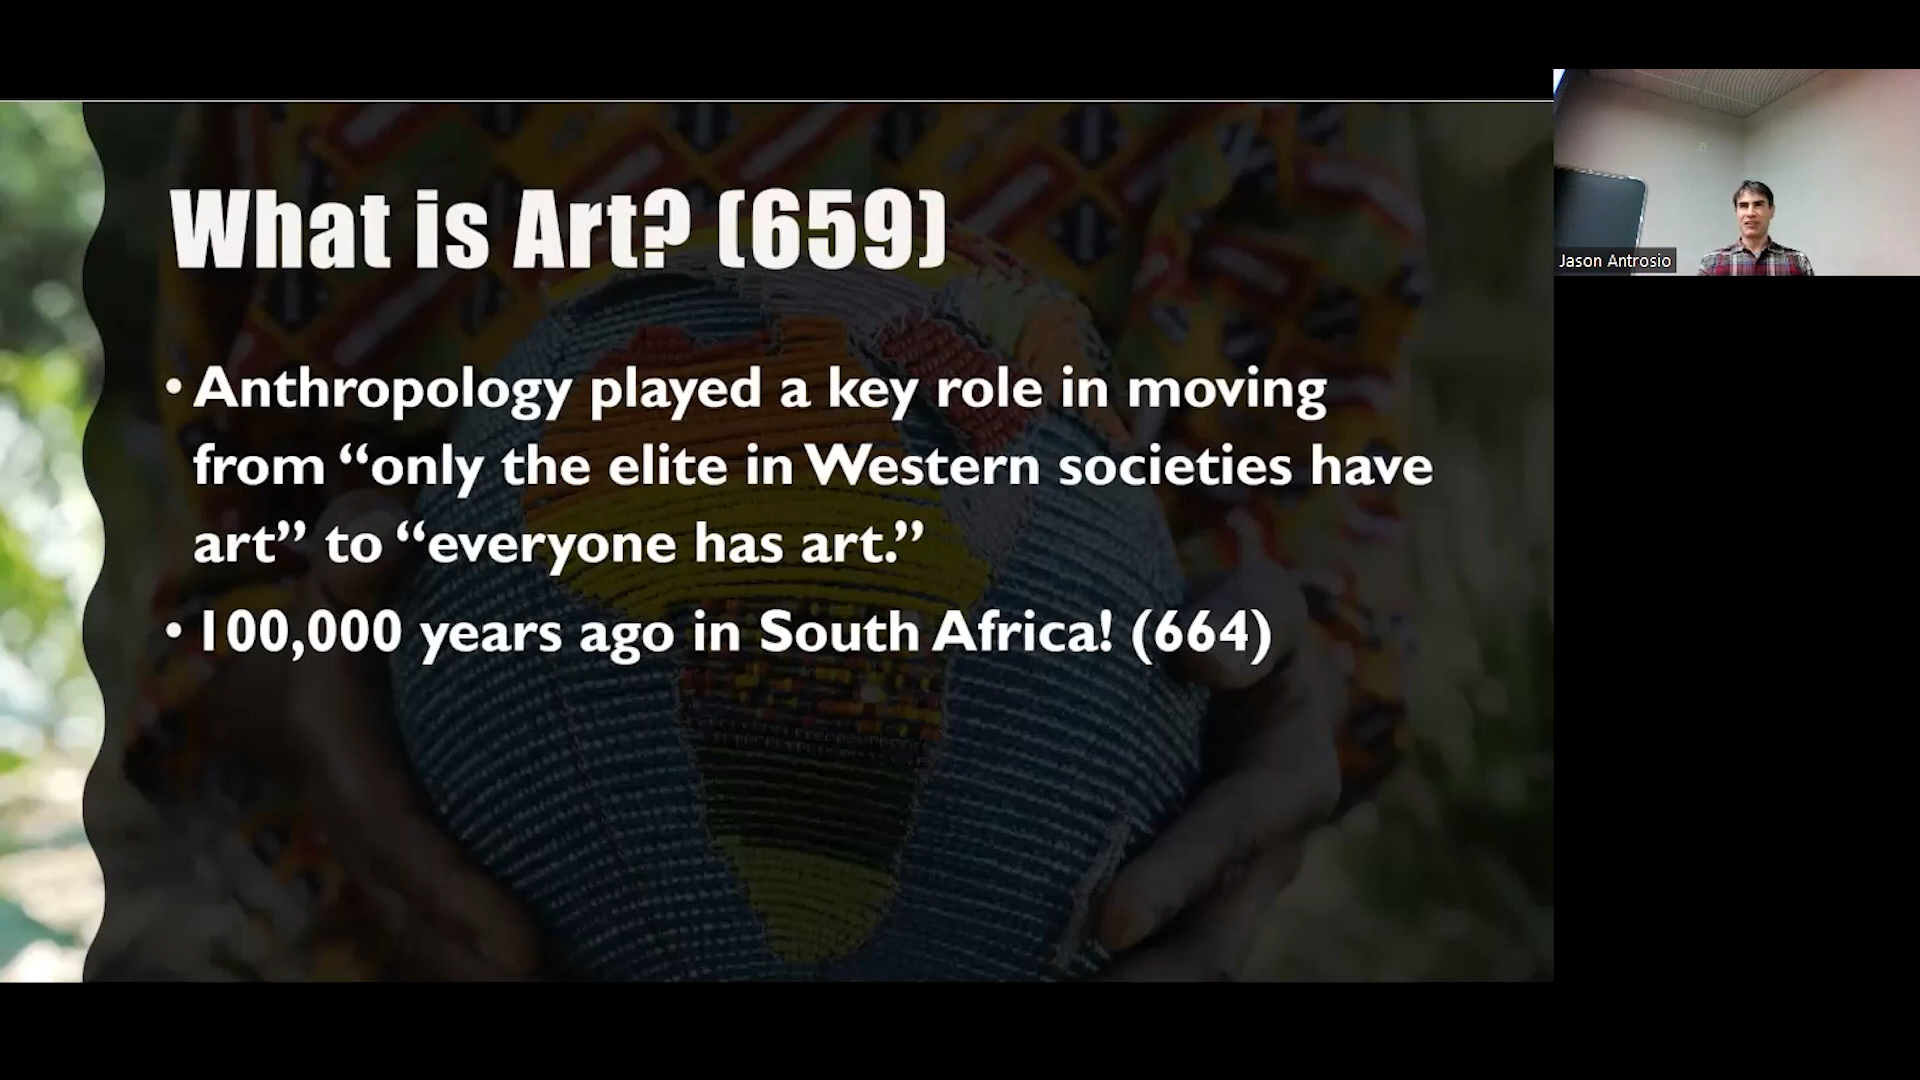 What is Art? (659)
• Anthropology played a key role in moving
from “only the elite in Western societies have
art” to “everyone has art.”
• 100,000 years ago in South Africa! (664)
Jason Antrosio